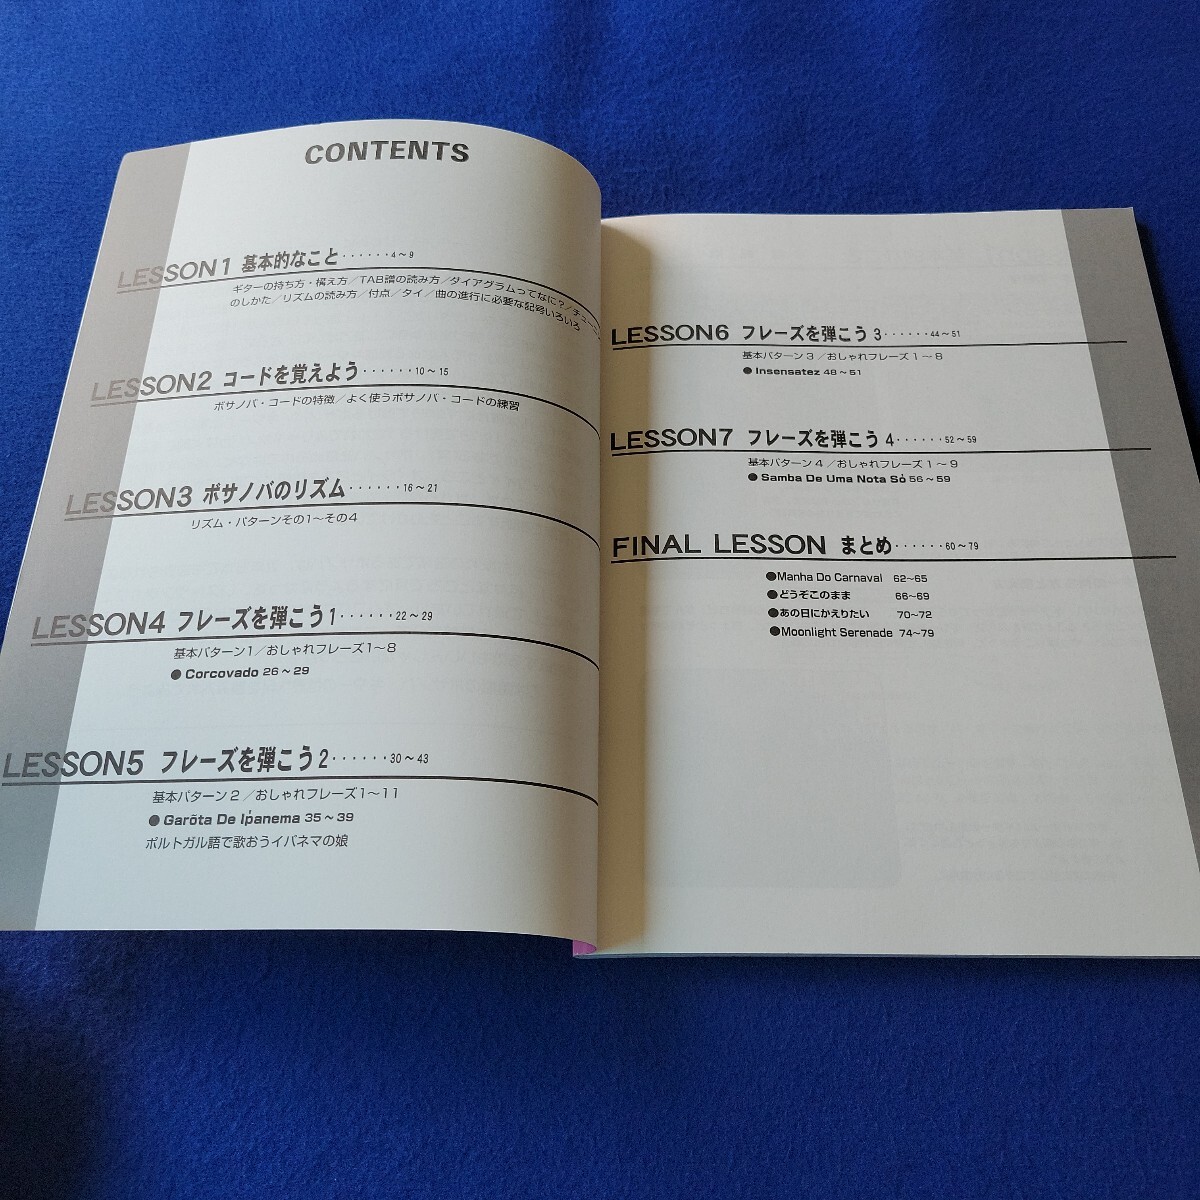 CONTENTS
LESSON1 基本的なこと······4～9
ギターの持ち方・構え方／TAB譜の読み方／ダイアグラムってなに？／チューニン
のしかた／リズムの読み方／付点／タイ／曲の進行に必要な記号いろいろ
LESSON2 コードを覚えよう······10～15
ボサノバ・コードの特徴／よく使うボサノバ・コードの練習
LESSON3 ボサノバのリズム······16～21
リズム・パターンその1～その4
LESSON4 フレーズを弾こう1······22～29
基本パターン1／おしゃれフレーズ1～8
●Corcovado 26～29
LESSON5 フレーズを弾こう2······30～43
基本パターン2／おしゃれフレーズ1～11
●Garōta De Ipanema 35～39
ポルトガル語で歌おうイパネマの娘
LESSON6 フレーズを弾こう3······44～51
基本パターン3／おしゃれフレーズ1～8
●Insensatez 48～51
LESSON7 フレーズを弾こう4······52～59
基本パターン4／おしゃれフレーズ1～9
●Samba De Uma Nota Só 56～59
FINAL LESSON まとめ······60～79
●Manha Do Carnaval 62～65
●どうぞこのまま 66～69
●あの日にかえりたい 70～72
●Moonlight Serenade 74～79